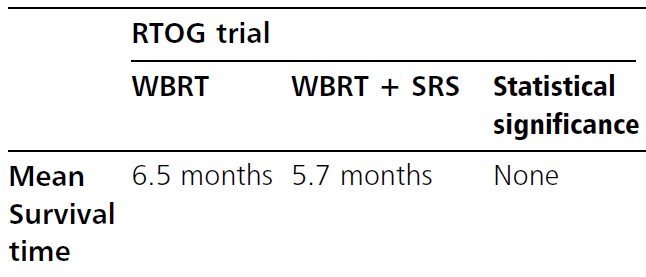 RTOG trial
WBRT WBRT + SRS Statistical
significance
Mean 6.5 months 5.7 months None
Survival
time